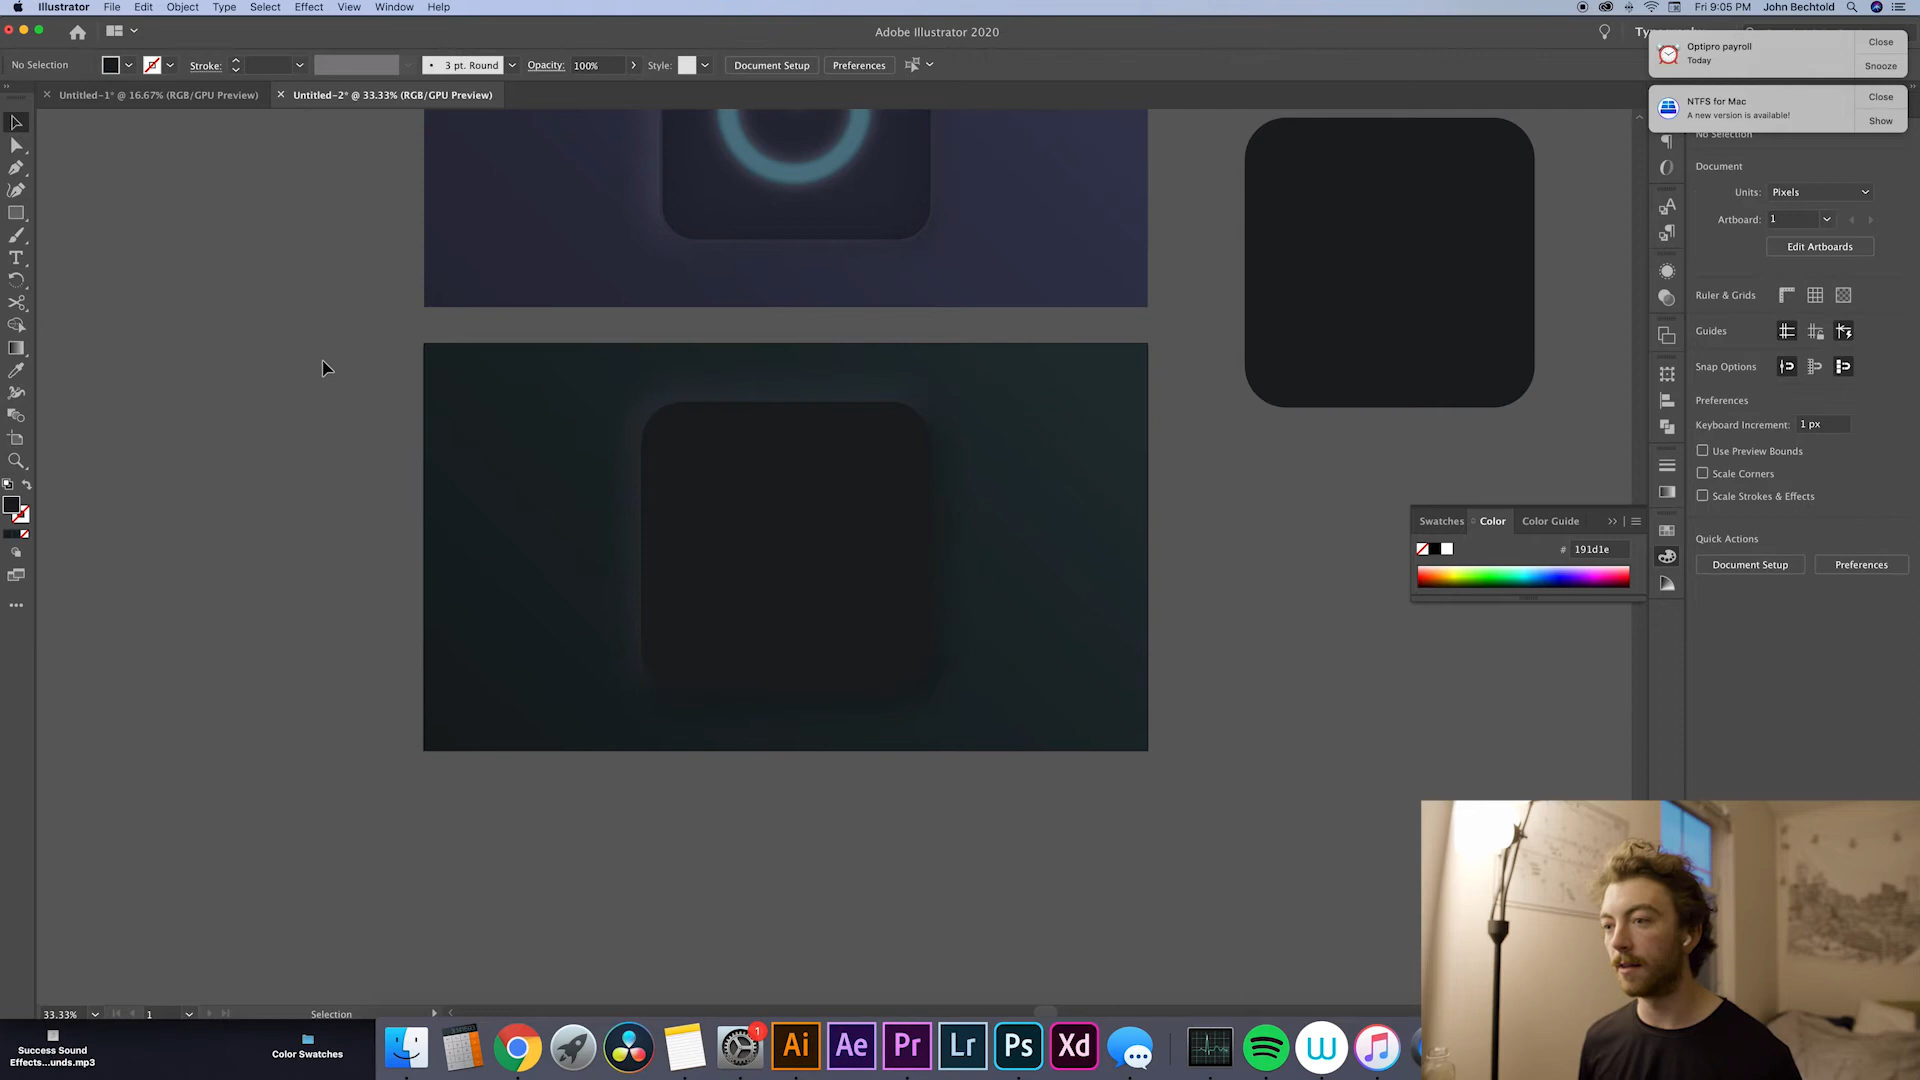 Illustrator File Edit Object Type Select Effect View Window Help
Fri 9:05 PM John Bechtold
Adobe Illustrator 2020
No Selection Stroke: 3 pt. Round Opacity: 100% Style: Document Setup Preferences
Optipro payroll
Today
Close
Snooze
NTFS for Mac
A new version is available!
Close
Show
Untitled-1* @ 16.67% (RGB/GPU Preview)
Untitled-2* @ 33.33% (RGB/GPU Preview)
No Selection
Document
Units: Pixels
Artboard: 1
Edit Artboards
Ruler & Grids
Guides
Snap Options
Preferences
Keyboard Increment: 1 px
Use Preview Bounds
Scale Corners
Scale Strokes & Effects
Quick Actions
Document Setup Preferences
Swatches Color Color Guide
# 191d1e
33.33% 1 Selection
Success Sound
Effects...unds.mp3
Color Swatches
1
Ai Ae Pr Lr Ps Xd